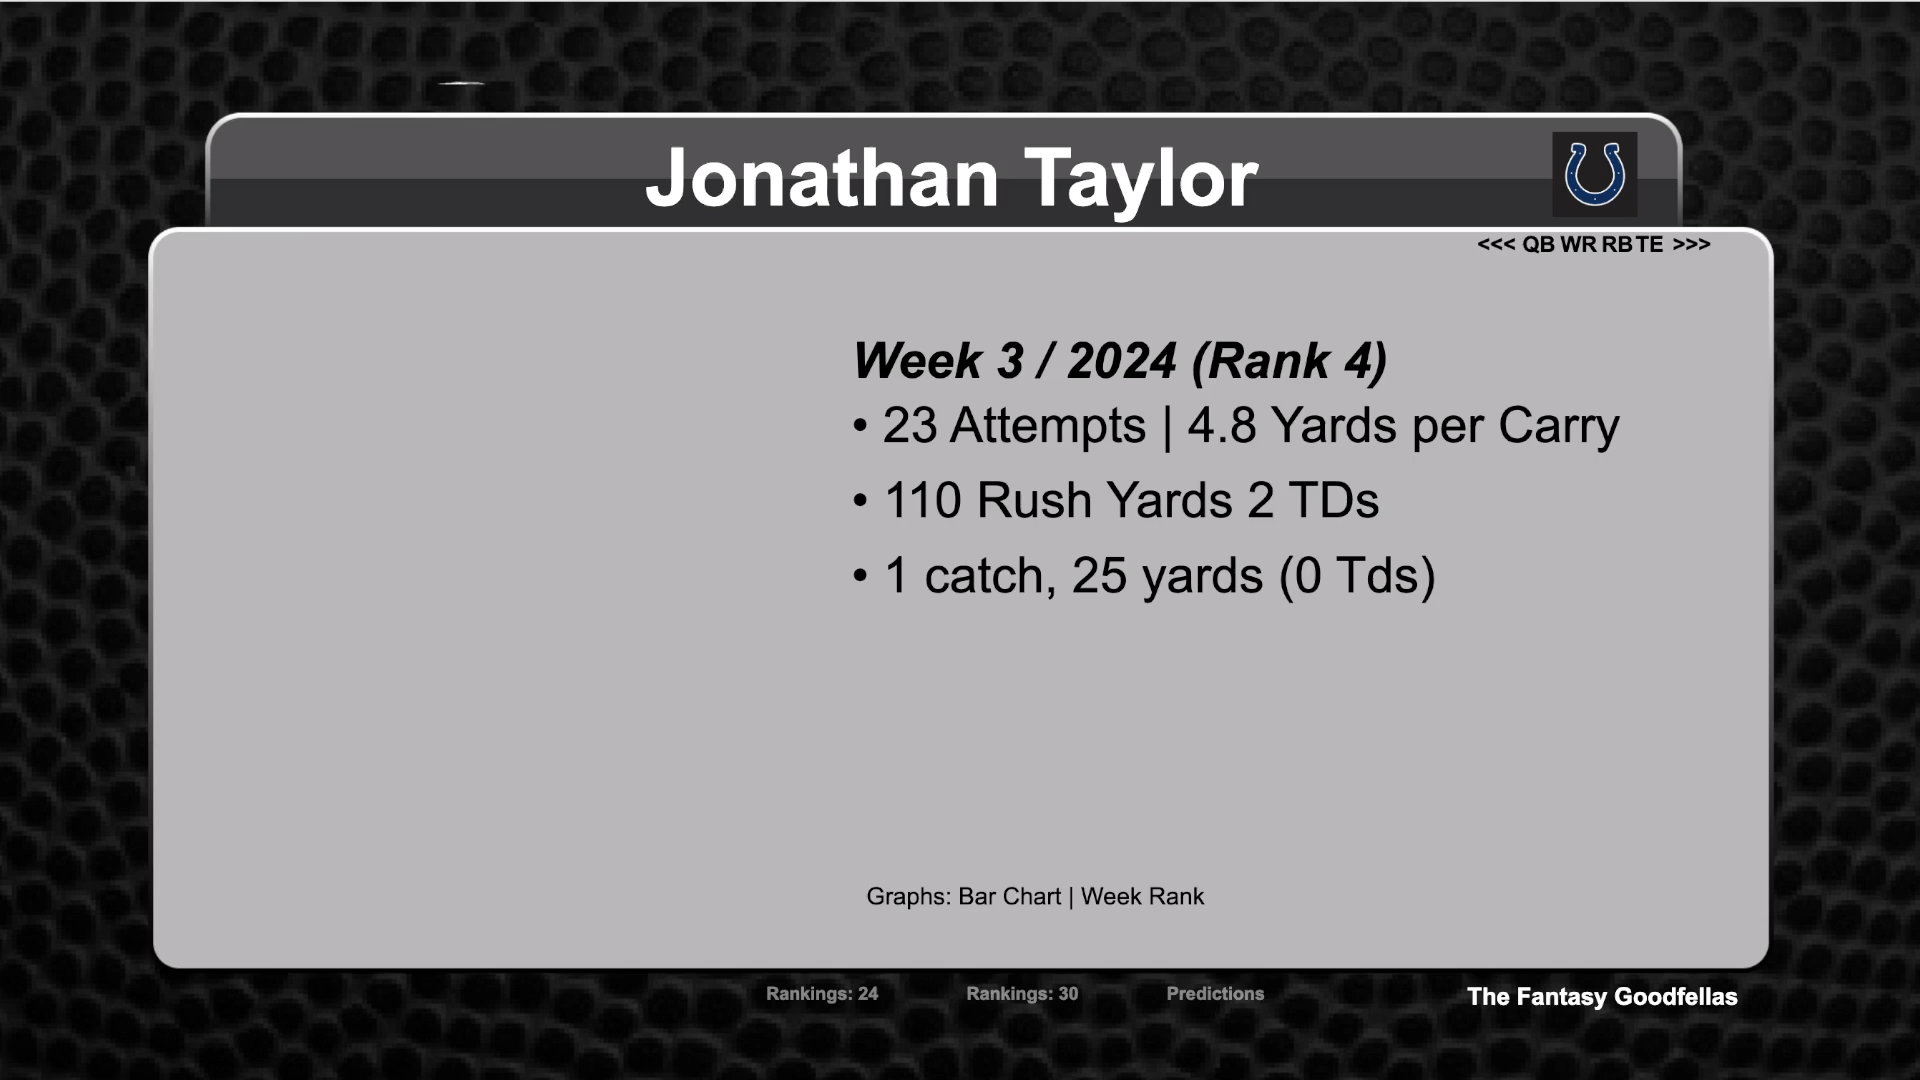 Jonathan Taylor
<<< QB WR RB TE >>>
Week 3 / 2024 (Rank 4)
• 23 Attempts | 4.8 Yards per Carry
• 110 Rush Yards 2 TDs
• 1 catch, 25 yards (0 Tds)
Graphs: Bar Chart | Week Rank
Rankings: 24 Rankings: 30 Predictions
The Fantasy Goodfellas